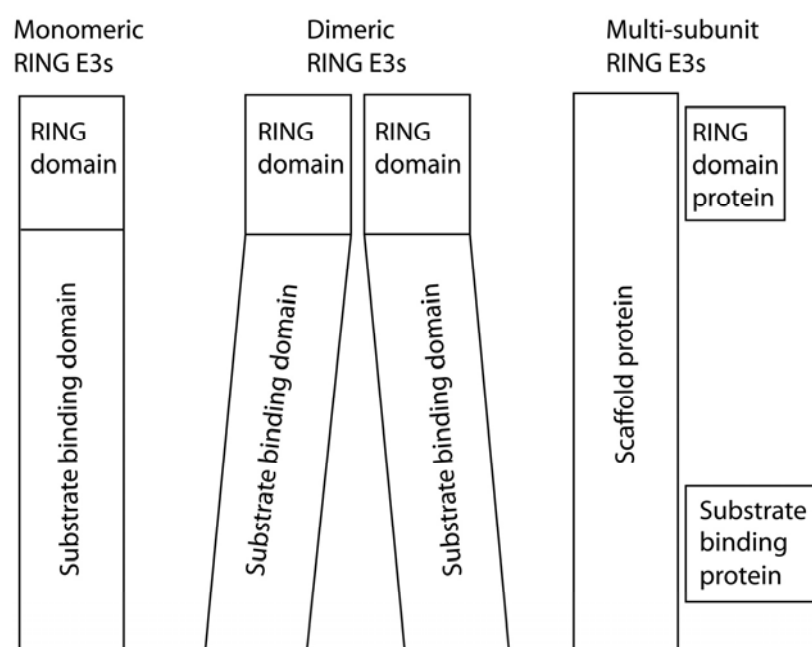 Monomeric
RING E3s
RING
domain
Substrate binding domain
Dimeric
RING E3s
RING
domain
RING
domain
Substrate binding domain
Substrate binding domain
Multi-subunit
RING E3s
Scaffold protein
RING
domain
protein
Substrate
binding
protein